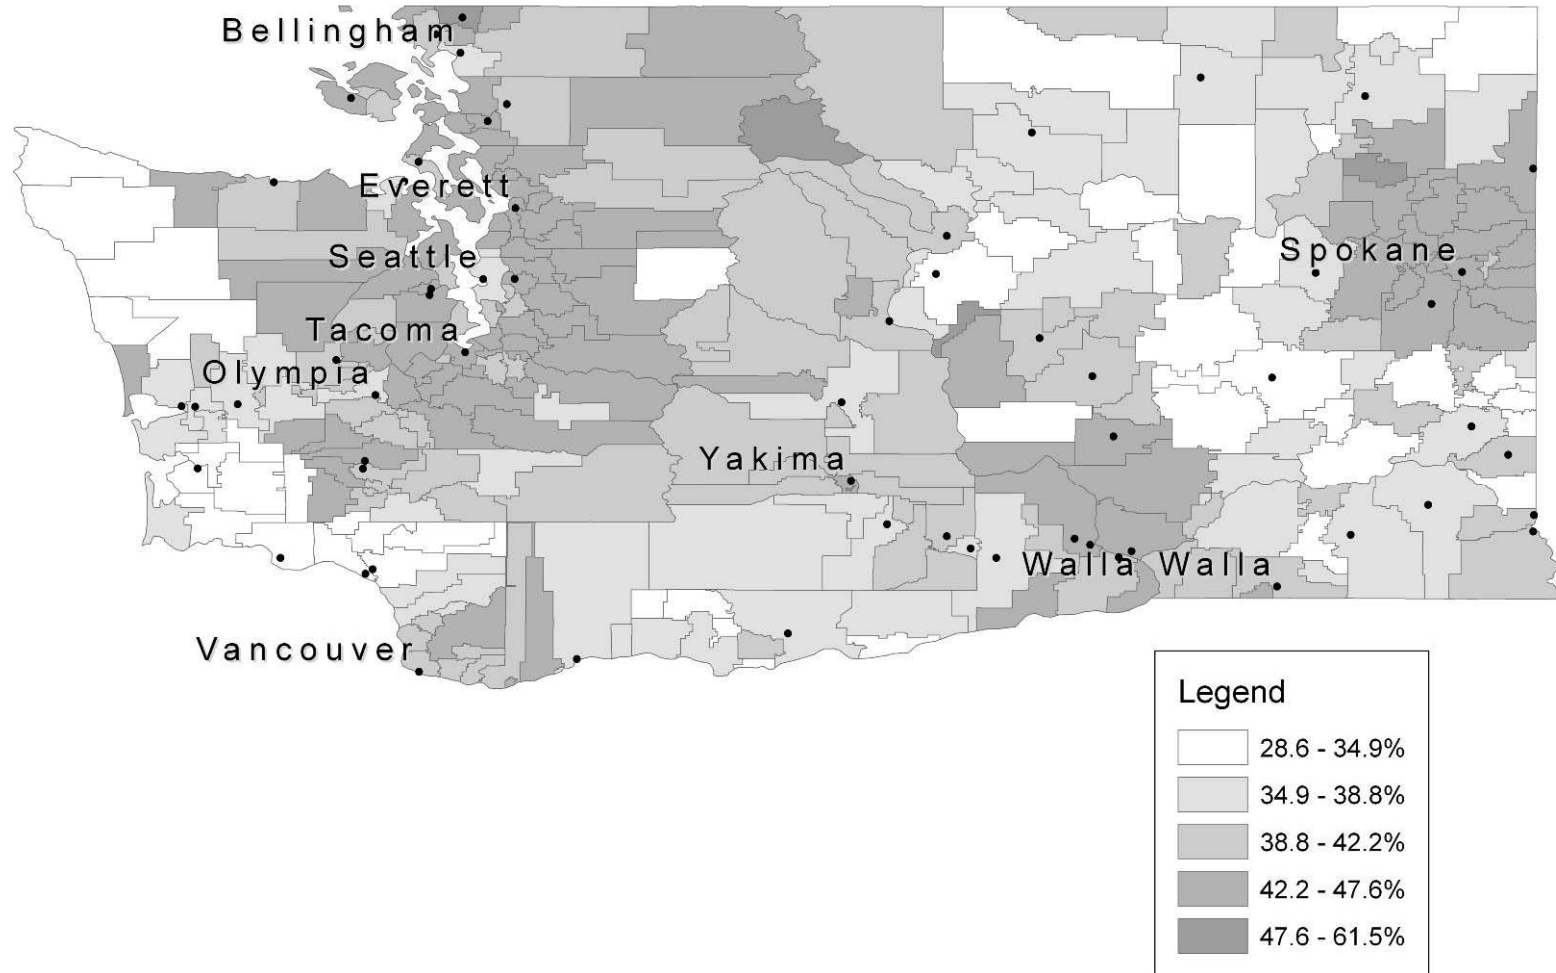 Bellingham
Everett
Seattle
Spokane
Tacoma
Olympia
Yakima
Walla Walla
Vancouver
Legend
28.6 - 34.9%
34.9 - 38.8%
38.8 - 42.2%
42.2 - 47.6%
47.6 - 61.5%